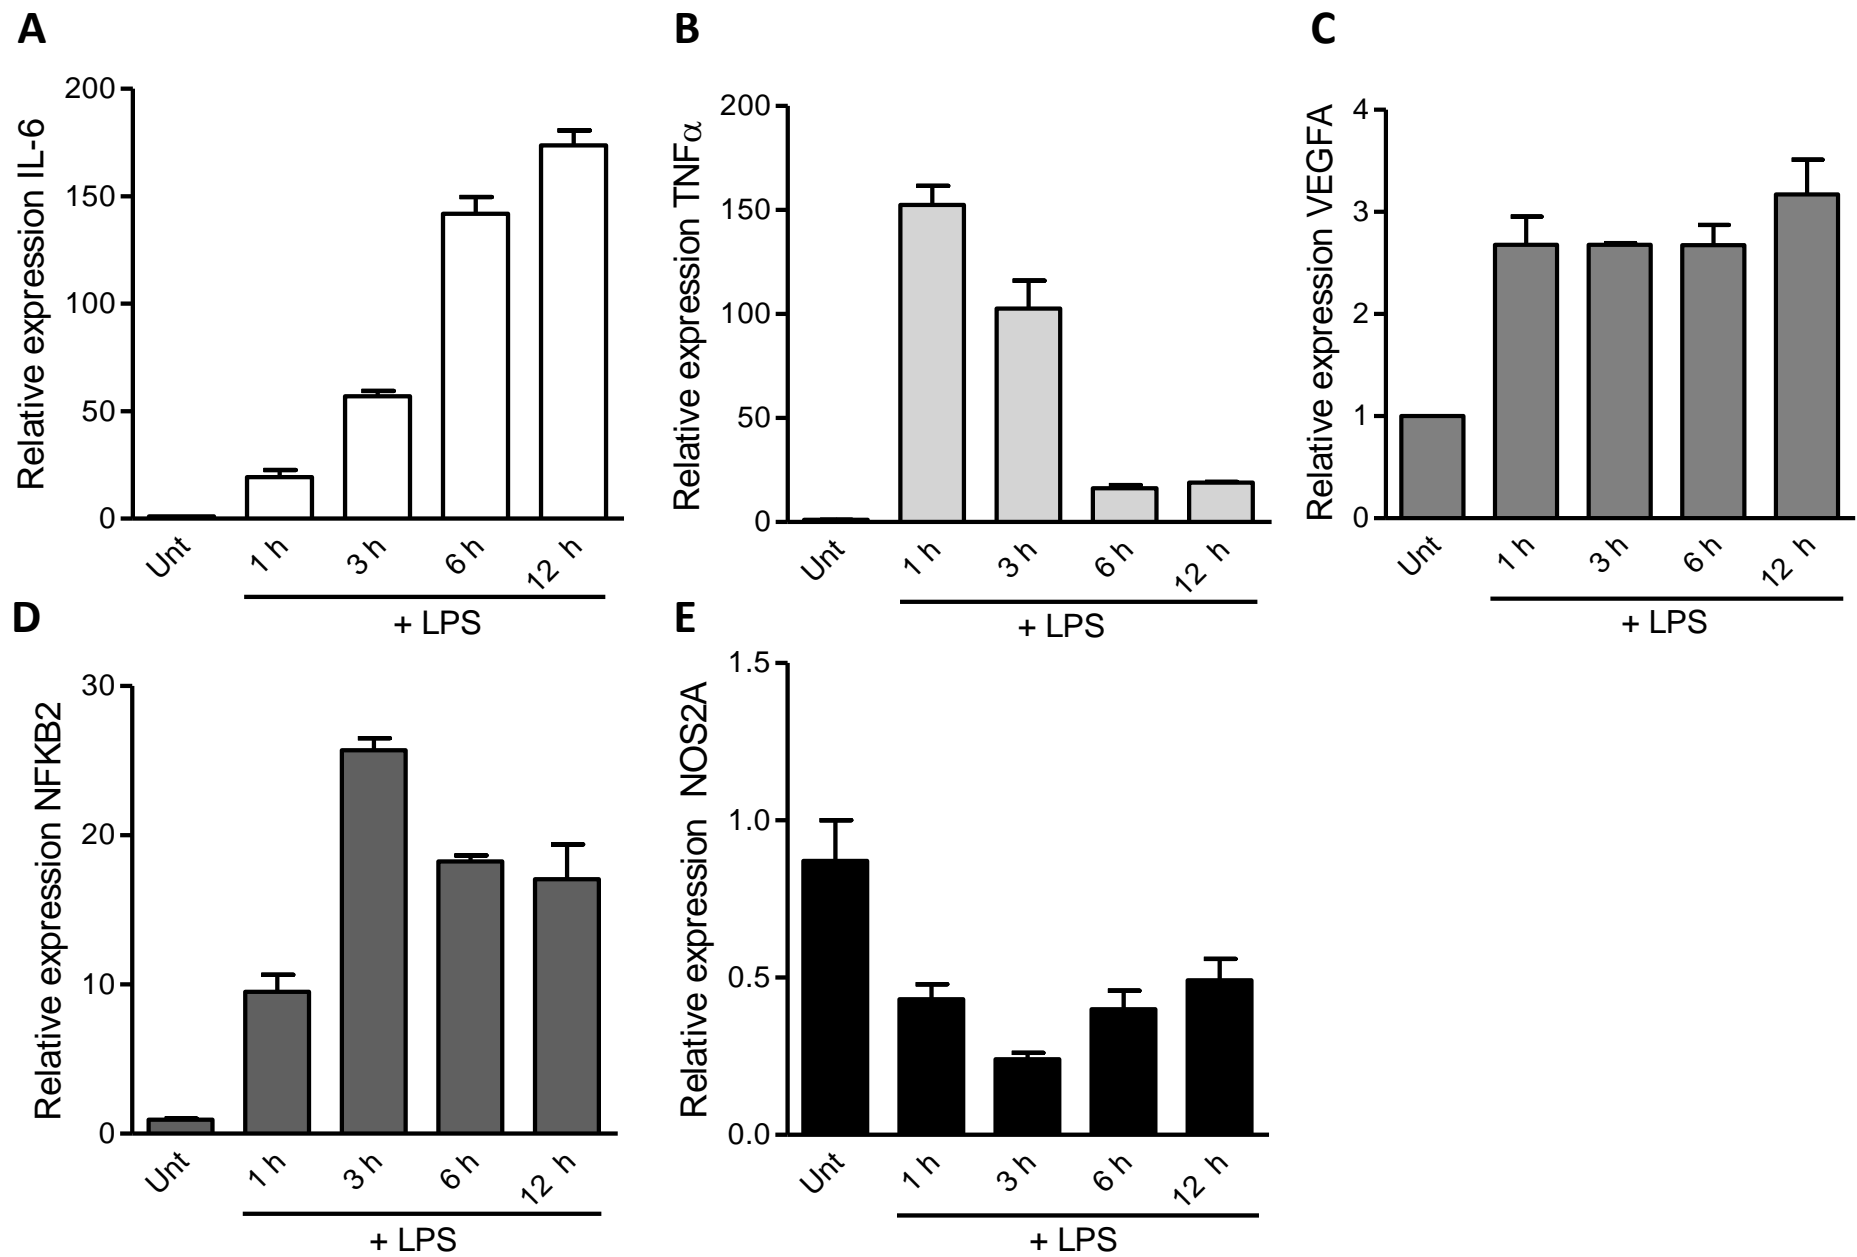 A
Relative expression IL-6
200
150
100
50
0
Unt
1 h
3 h
6 h
12 h
+ LPS
B
Relative expression TNFα
200
150
100
50
0
Unt
1 h
3 h
6 h
12 h
+ LPS
C
Relative expression VEGFA
4
3
2
1
0
Unt
1 h
3 h
6 h
12 h
+ LPS
D
Relative expression NFKB2
30
20
10
0
Unt
1 h
3 h
6 h
12 h
+ LPS
E
Relative expression NOS2A
1.5
1.0
0.5
0.0
Unt
1 h
3 h
6 h
12 h
+ LPS